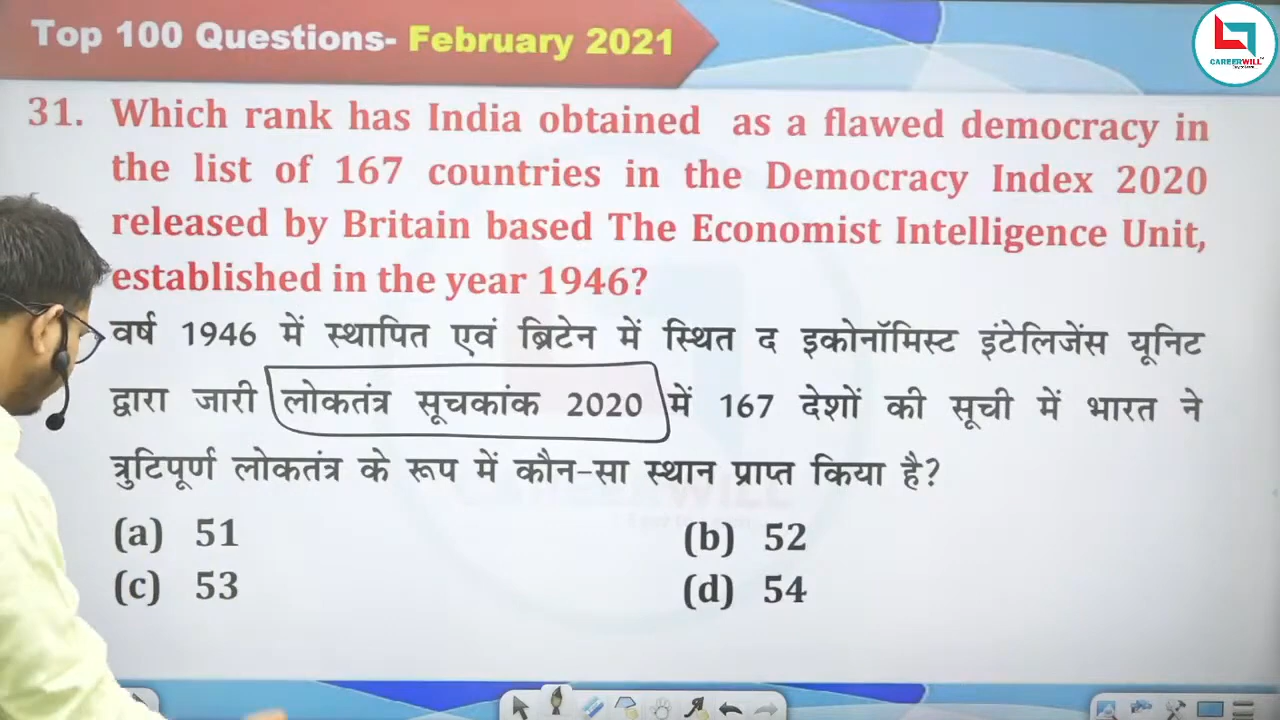 Top 100 Questions- February 2021
CAREERWILL
31. Which rank has India obtained as a flawed democracy in
the list of 167 countries in the Democracy Index 2020
released by Britain based The Economist Intelligence Unit,
established in the year 1946?
वर्ष 1946 में स्थापित एवं ब्रिटेन में स्थित द इकोनॉमिस्ट इंटेलिजेंस यूनिट
द्वारा जारी लोकतंत्र सूचकांक 2020 में 167 देशों की सूची में भारत ने
त्रुटिपूर्ण लोकतंत्र के रूप में कौन-सा स्थान प्राप्त किया है?
(a) 51 (b) 52
(c) 53 (d) 54